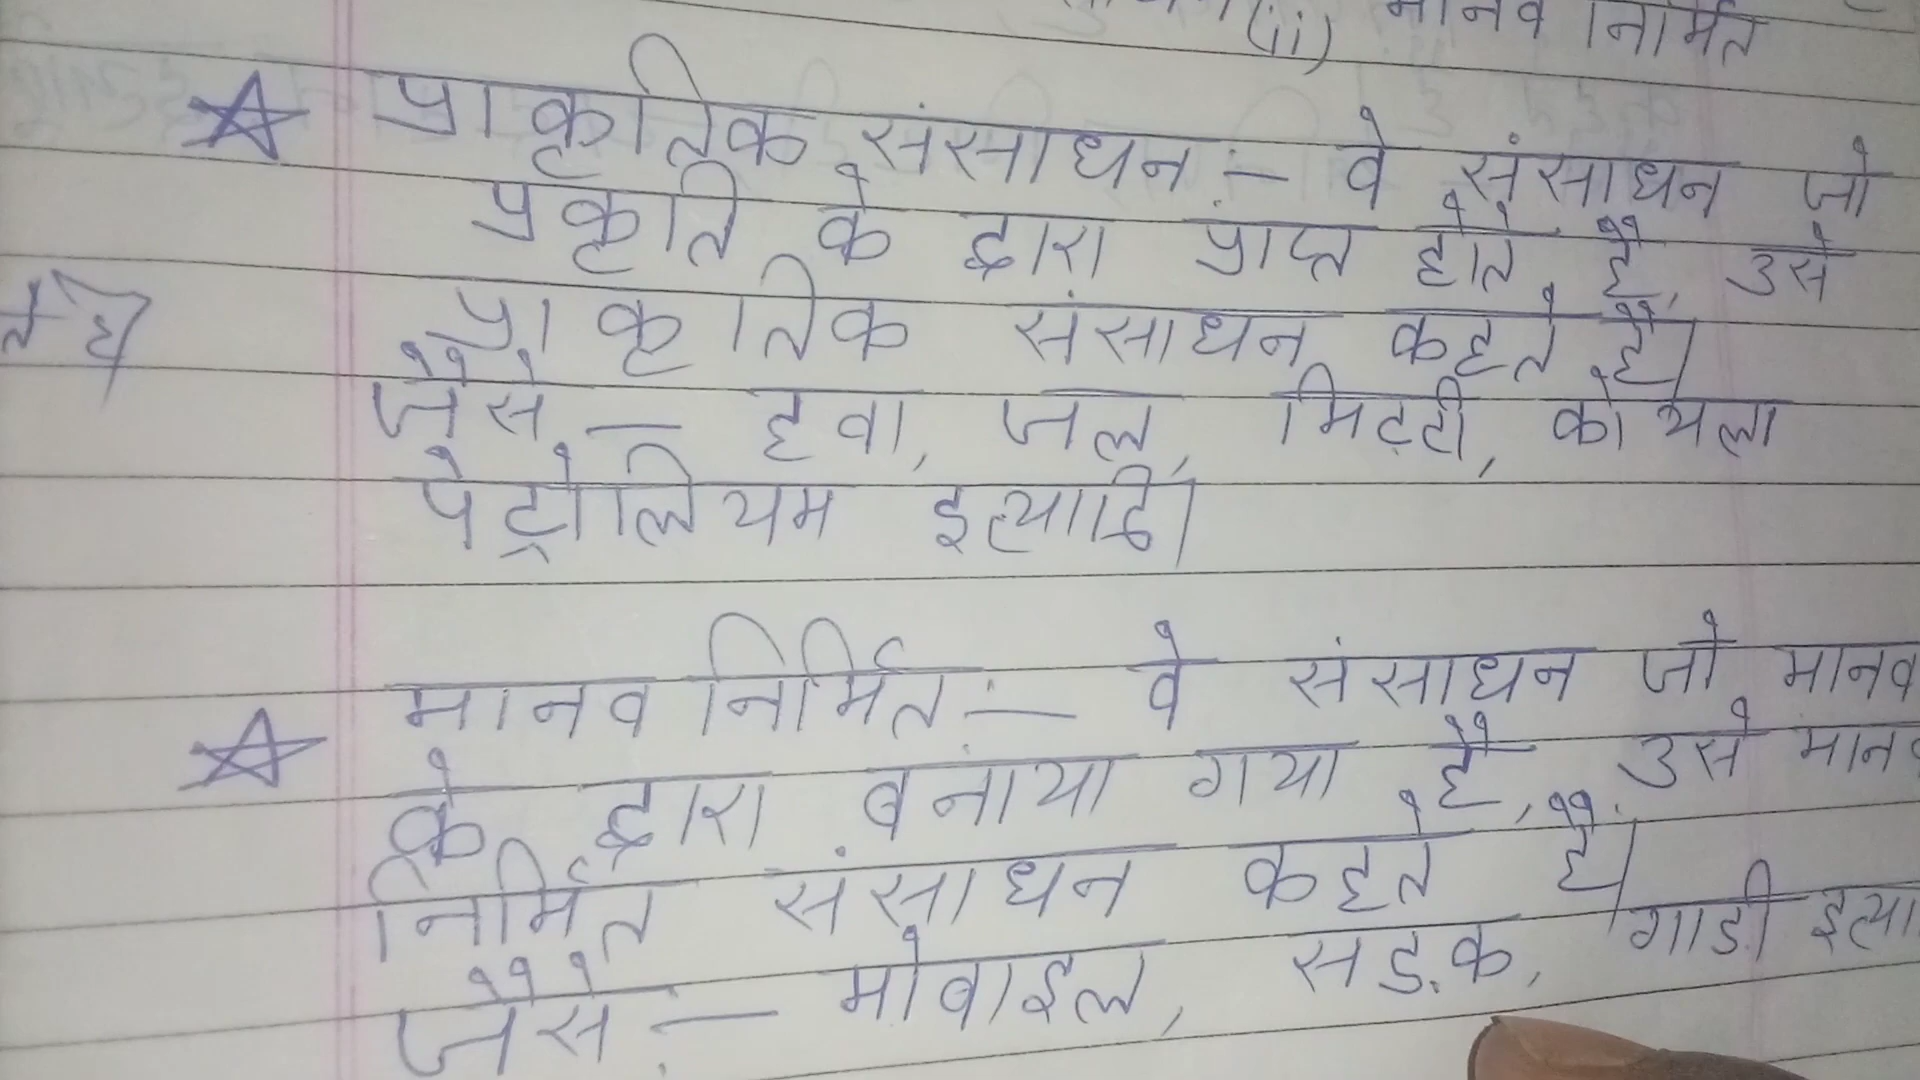 (ii) मानव निर्मित
प्राकृतिक संसाधन :- वे संसाधन जो
प्रकृति के द्वारा प्राप्त होते है, उसे
प्राकृतिक संसाधन कहते है।
जैसे - हवा, जल, मिट्टी, कोयला
पेट्रोलियम इत्यादि।
मानव निर्मित :- वे संसाधन जो मानव
के द्वारा बनाया गया है, उसे मानव
निर्मित संसाधन कहते है।
जैसे :- मोबाइल, सड़क, गाडी इत्या